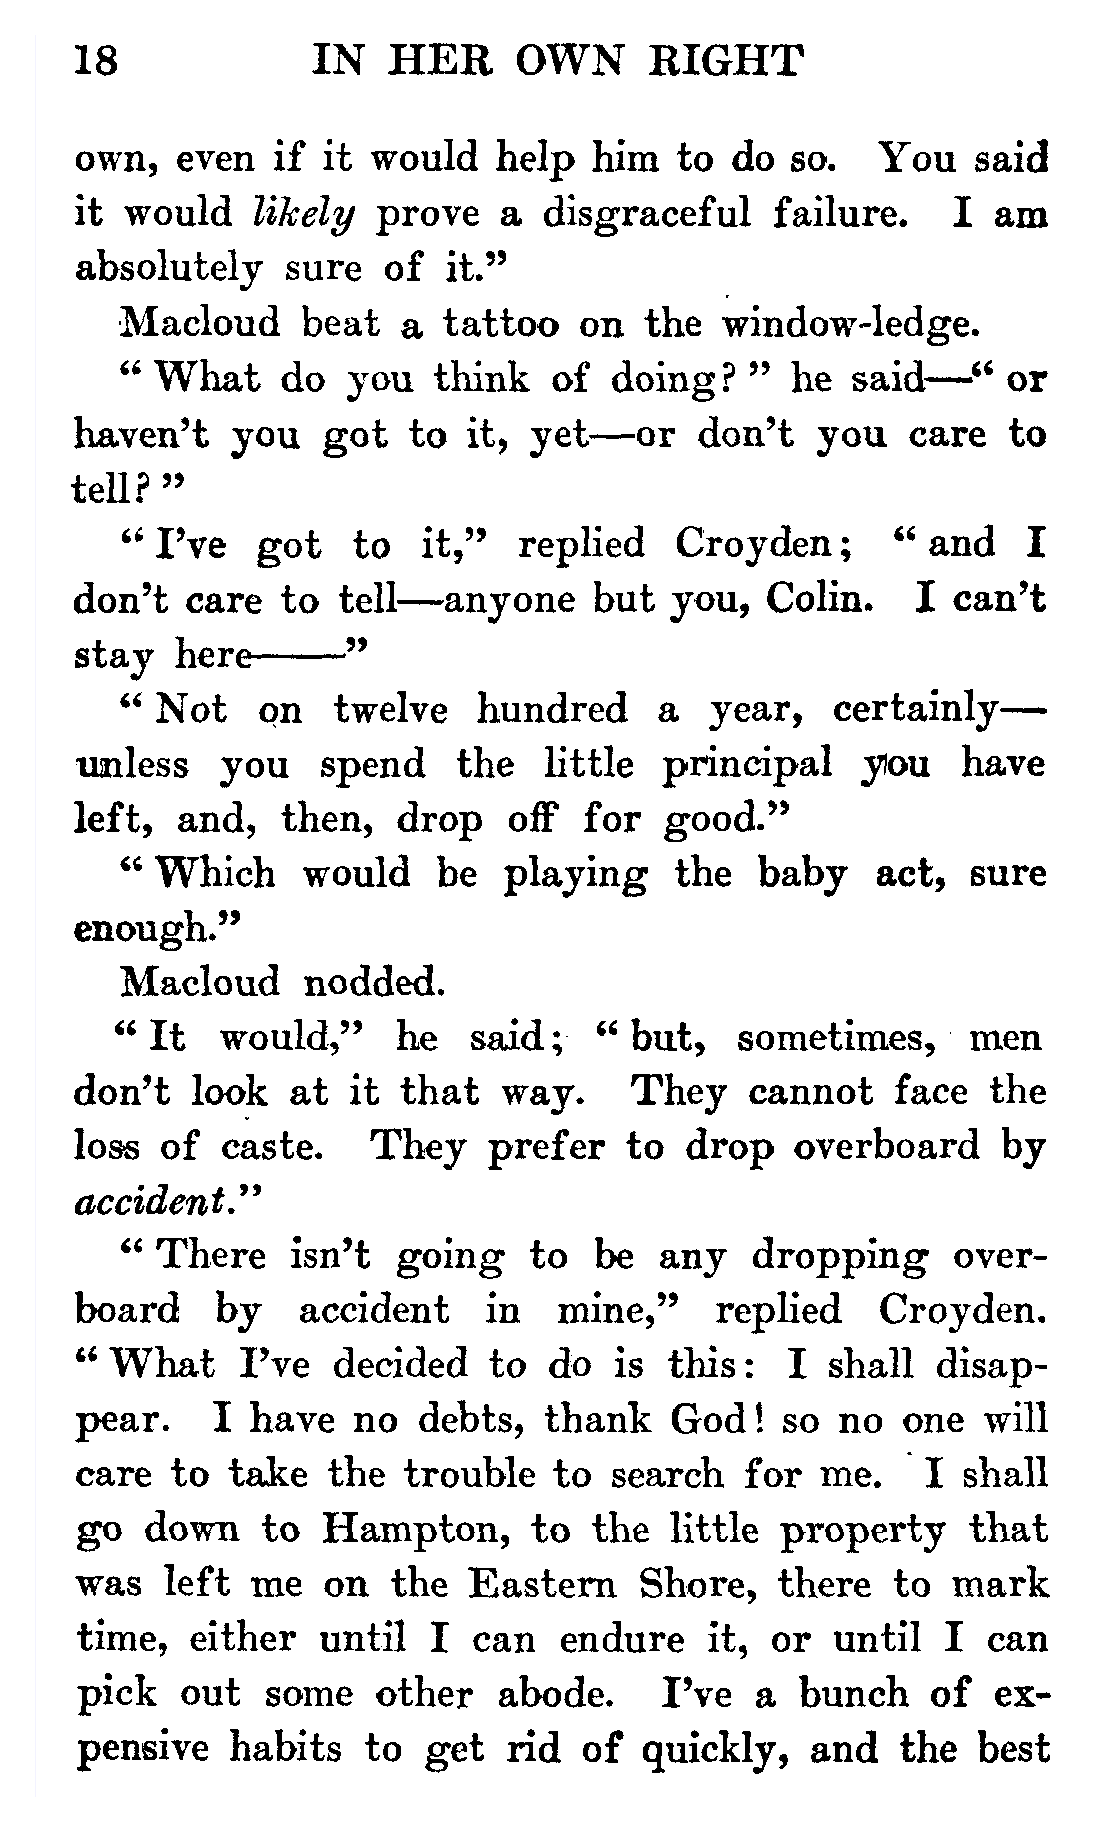 18 IN HER OWN RIGHT
own, even if it would help him to do so. You said
it would likely prove a disgraceful failure. I am
absolutely sure of it.”
Macloud beat a tattoo on the window-ledge.
“ What do you think of doing? ” he said—“ or
haven’t you got to it, yet—or don’t you care to
tell? ”
“ I’ve got to it,” replied Croyden; “ and I
don’t care to tell—anyone but you, Colin. I can’t
stay here——”
“ Not on twelve hundred a year, certainly—
unless you spend the little principal you have
left, and, then, drop off for good.”
“ Which would be playing the baby act, sure
enough.”
Macloud nodded.
“ It would,” he said; “ but, sometimes, men
don’t look at it that way. They cannot face the
loss of caste. They prefer to drop overboard by
accident.”
“ There isn’t going to be any dropping over-
board by accident in mine,” replied Croyden.
“ What I’ve decided to do is this: I shall disap-
pear. I have no debts, thank God! so no one will
care to take the trouble to search for me. I shall
go down to Hampton, to the little property that
was left me on the Eastern Shore, there to mark
time, either until I can endure it, or until I can
pick out some other abode. I’ve a bunch of ex-
pensive habits to get rid of quickly, and the best